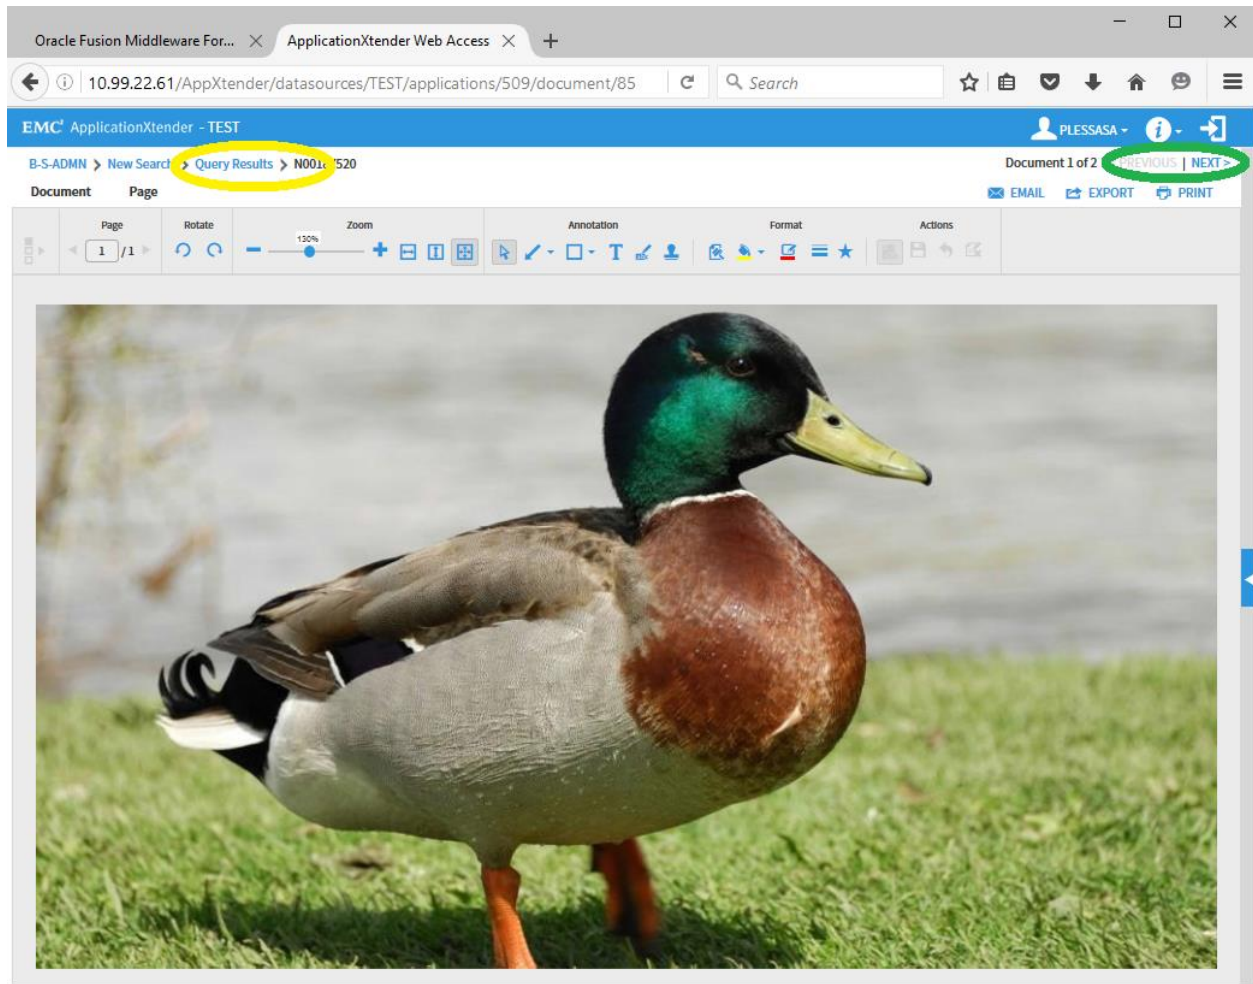 Oracle Fusion Middleware For...
ApplicationXtender Web Access
10.99.22.61/AppXtender/datasources/TEST/applications/509/document/85
Search
EMC² ApplicationXtender - TEST
PLESSASA
B-S-ADMN > New Search > Query Results >
Document 1 of 2
PREVIOUS | NEXT >
Document Page
EMAIL EXPORT PRINT
Page Rotate Zoom Annotation Format Actions
130%
1 /1
T